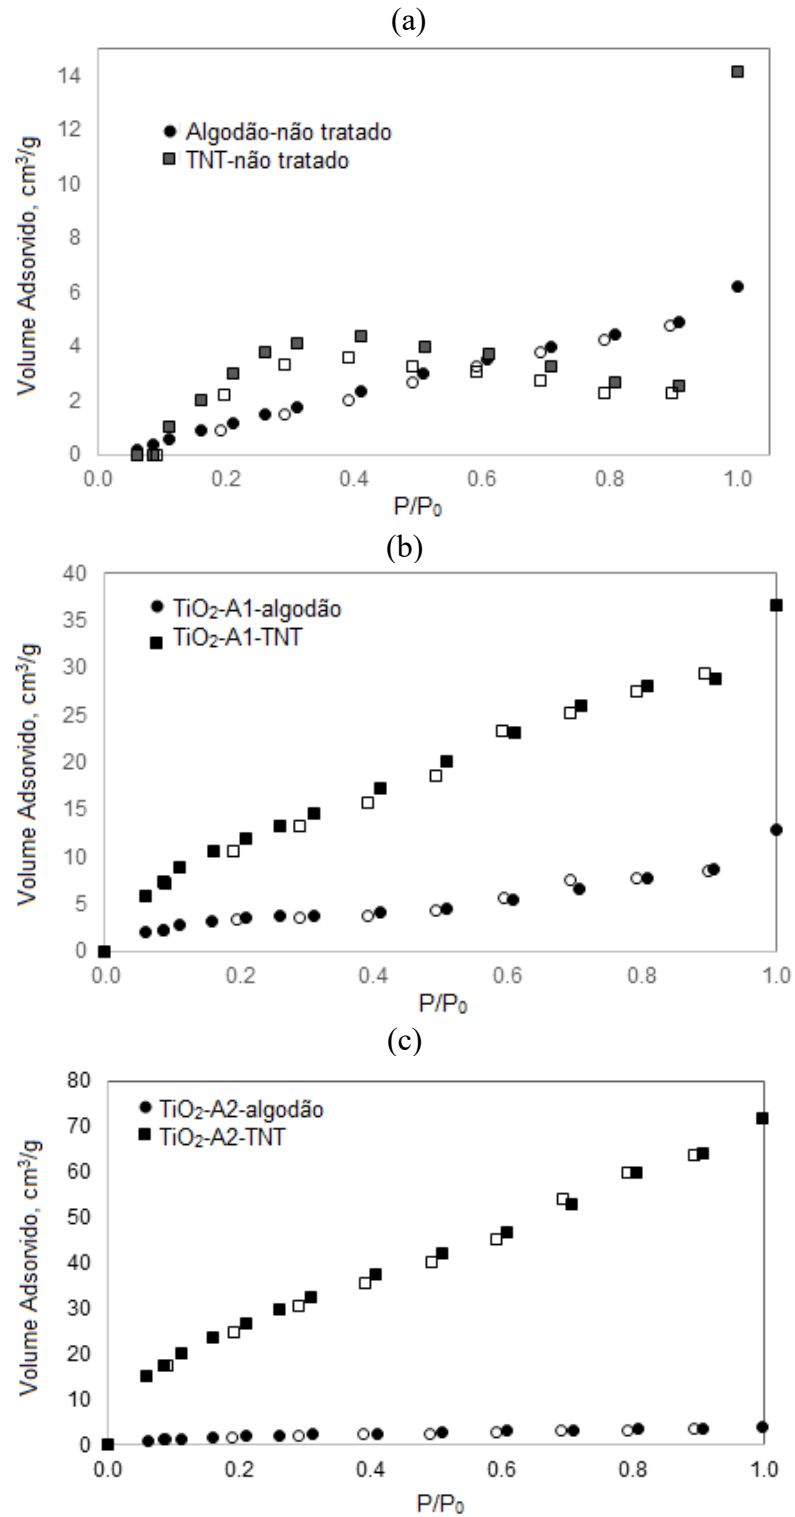 (a)
Volume Adsorvido, cm³/g
14
12
10
8
6
4
2
0
Algodão-não tratado
TNT-não tratado
0.0 0.2 0.4 0.6 0.8 1.0
P/P₀
(b)
Volume Adsorvido, cm³/g
40
35
30
25
20
15
10
5
0
TiO₂-A1-algodão
TiO₂-A1-TNT
0.0 0.2 0.4 0.6 0.8 1.0
P/P₀
(c)
Volume Adsorvido, cm³/g
80
70
60
50
40
30
20
10
0
TiO₂-A2-algodão
TiO₂-A2-TNT
0.0 0.2 0.4 0.6 0.8 1.0
P/P₀